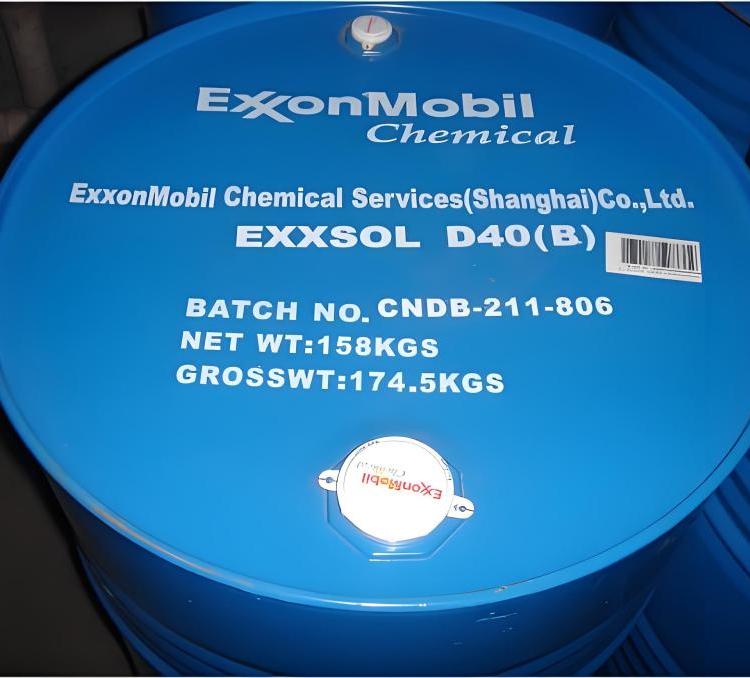 ExxonMobil
Chemical
ExxonMobil Chemical Services(Shanghai)Co.,Ltd.
EXXSOL D40(B)
BATCH NO. CNDB-211-806
NET WT:158KGS
GROSSWT:174.5KGS
ExxonMobil
Chemical